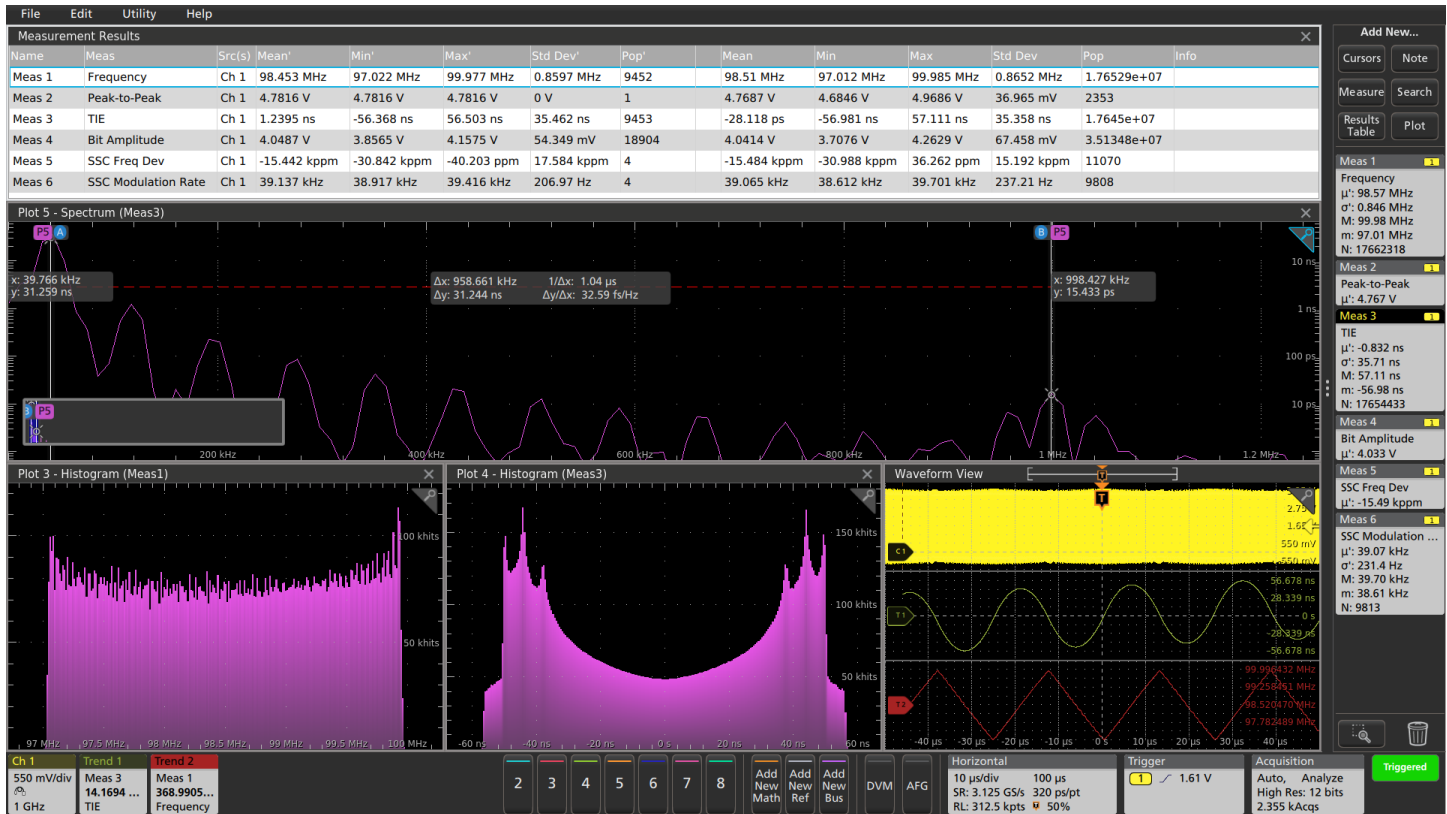 File Edit Utility Help
Measurement Results
Name Meas Src(s) Mean' Min' Max' Std Dev' Pop' Mean Min Max Std Dev Pop Info
Meas 1 Frequency Ch 1 98.453 MHz 97.022 MHz 99.977 MHz 0.8597 MHz 9452 98.51 MHz 97.012 MHz 99.985 MHz 0.8652 MHz 1.76529e+07
Meas 2 Peak-to-Peak Ch 1 4.7816 V 4.7816 V 4.7816 V 0 V 1 4.7687 V 4.6846 V 4.9686 V 36.965 mV 2353
Meas 3 TIE Ch 1 1.2395 ns -56.368 ns 56.503 ns 35.462 ns 9453 -28.118 ps -56.981 ns 57.111 ns 35.358 ns 1.7645e+07
Meas 4 Bit Amplitude Ch 1 4.0487 V 3.8565 V 4.1575 V 54.349 mV 18904 4.0414 V 3.7076 V 4.2629 V 67.458 mV 3.51348e+07
Meas 5 SSC Freq Dev Ch 1 -15.442 kppm -30.842 kppm -40.203 ppm 17.584 kppm 4 -15.484 kppm -30.988 kppm 36.262 ppm 15.192 kppm 11070
Meas 6 SSC Modulation Rate Ch 1 39.137 kHz 38.917 kHz 39.416 kHz 206.97 Hz 4 39.065 kHz 38.612 kHz 39.701 kHz 237.21 Hz 9808
Plot 5 - Spectrum (Meas3)
P5 A B P5
x: 39.766 kHz
y: 31.259 ns
Δx: 958.661 kHz 1/Δx: 1.04 µs
Δy: 31.244 ns Δy/Δx: 32.59 fs/Hz
x: 998.427 kHz
y: 15.433 ps
10 ns
1 ns
100 ps
10 ps
P5
200 kHz 400 kHz 600 kHz 800 kHz 1 MHz 1.2 MHz
Plot 3 - Histogram (Meas1)
100 khits
50 khits
97 MHz 97.5 MHz 98 MHz 98.5 MHz 99 MHz 99.5 MHz 100 MHz
Plot 4 - Histogram (Meas3)
150 khits
100 khits
50 khits
-60 ns -40 ns -20 ns 0 s 20 ns 40 ns 60 ns
Waveform View
T
T
550 mV
-550 mV
C1
56.678 ns
28.339 ns
0 s
-28.339 ns
-56.678 ns
T1
99.996432 MHz
99.258451 MHz
98.520470 MHz
97.782489 MHz
T2
-40 µs -30 µs -20 µs -10 µs 0 s 10 µs 20 µs 30 µs 40 µs
Add New...
Cursors Note
Measure Search
Results Table Plot
Meas 1 1
Frequency
µ': 98.57 MHz
σ': 0.846 MHz
M: 99.98 MHz
m: 97.01 MHz
N: 17662318
Meas 2 1
Peak-to-Peak
µ': 4.767 V
Meas 3 1
TIE
µ': -0.832 ns
σ': 35.71 ns
M: 57.11 ns
m: -56.98 ns
N: 17654433
Meas 4 1
Bit Amplitude
µ': 4.033 V
Meas 5 1
SSC Freq Dev
µ': -15.49 kppm
Meas 6 1
SSC Modulation ...
µ': 39.07 kHz
σ': 231.4 Hz
M: 39.70 kHz
m: 38.61 kHz
N: 9813
Ch 1
550 mV/div
1 GHz
Trend 1
Meas 3
14.1694 ...
TIE
Trend 2
Meas 1
368.9905...
Frequency
2 3 4 5 6 7 8
Add New Math
Add New Ref
Add New Bus
DVM AFG
Horizontal
10 µs/div 100 µs
SR: 3.125 GS/s 320 ps/pt
RL: 312.5 kpts 50%
Trigger
1 1.61 V
Acquisition
Auto, Analyze
High Res: 12 bits
2.355 kAcqs
Triggered